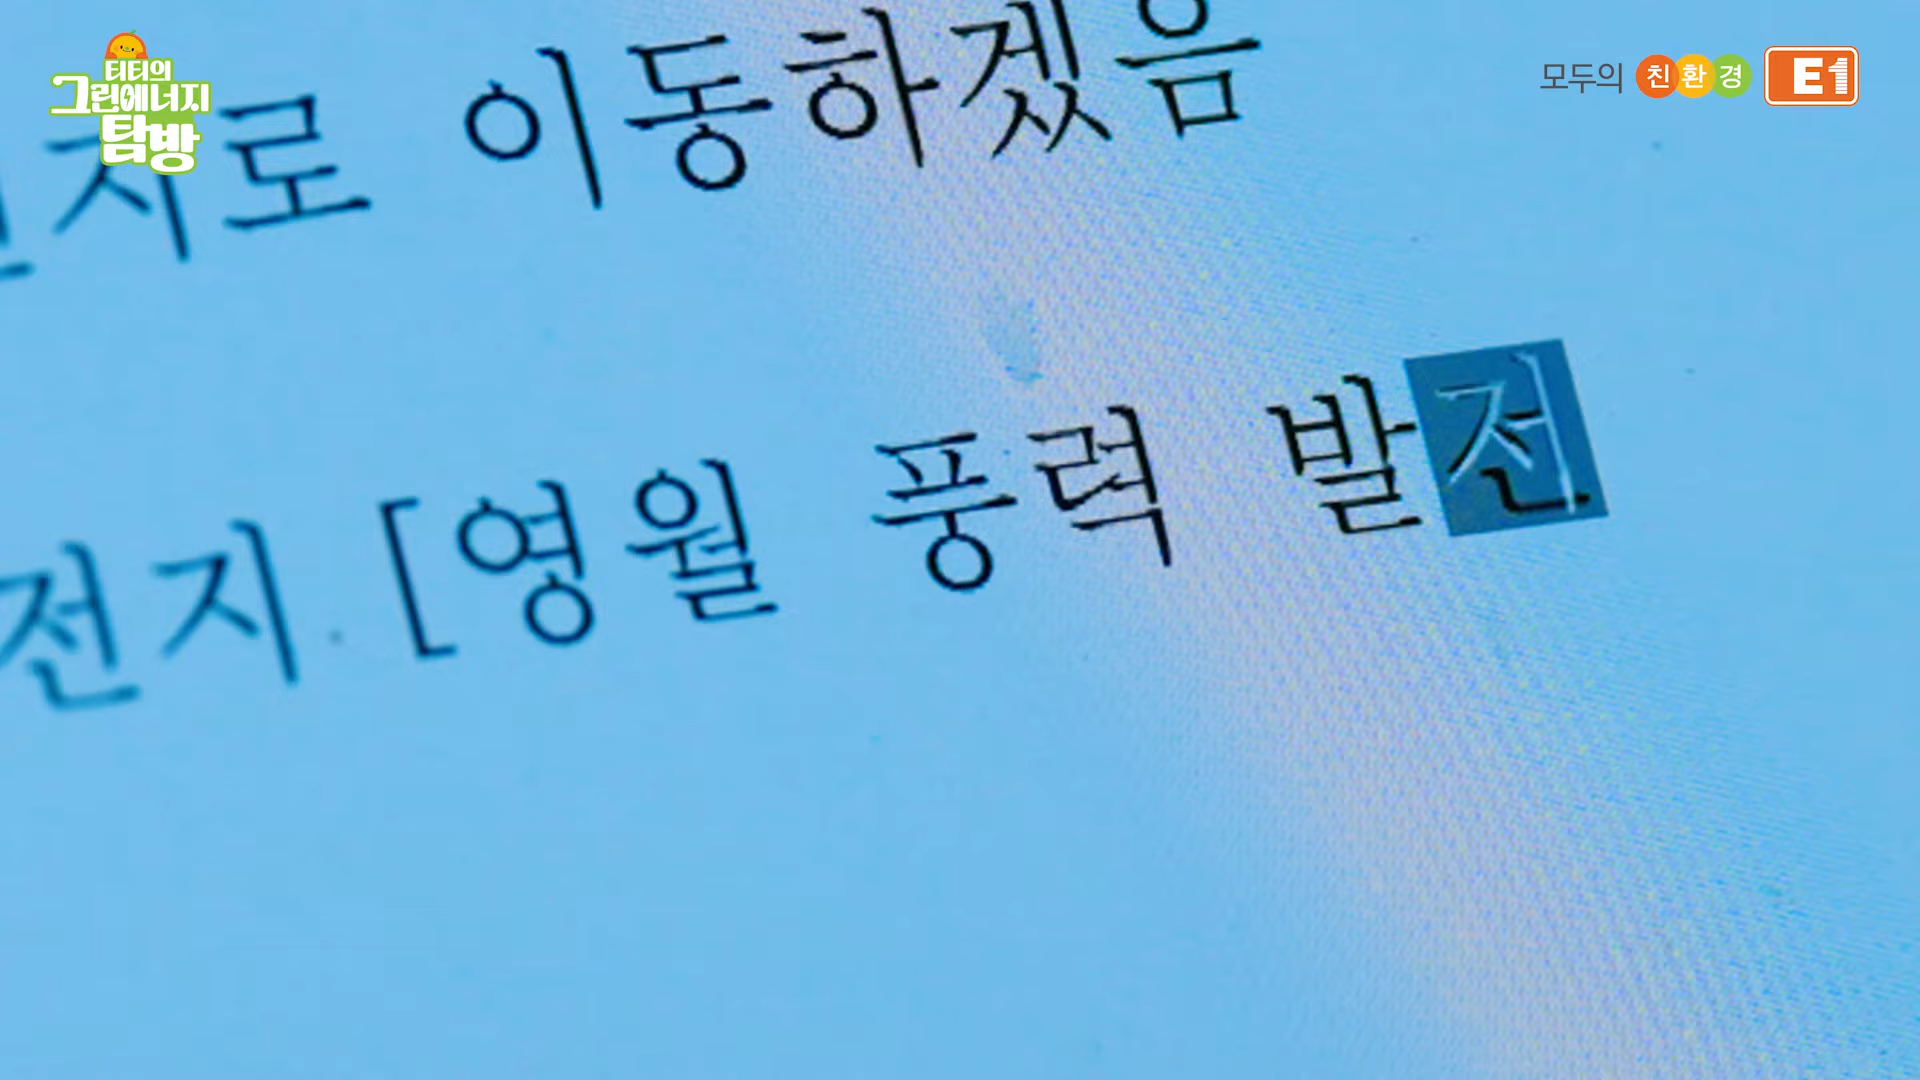 티티의
그린에너지
탐방
모두의 친환경 E1
지로 이동하겠음
전지 [영월 풍력 발전